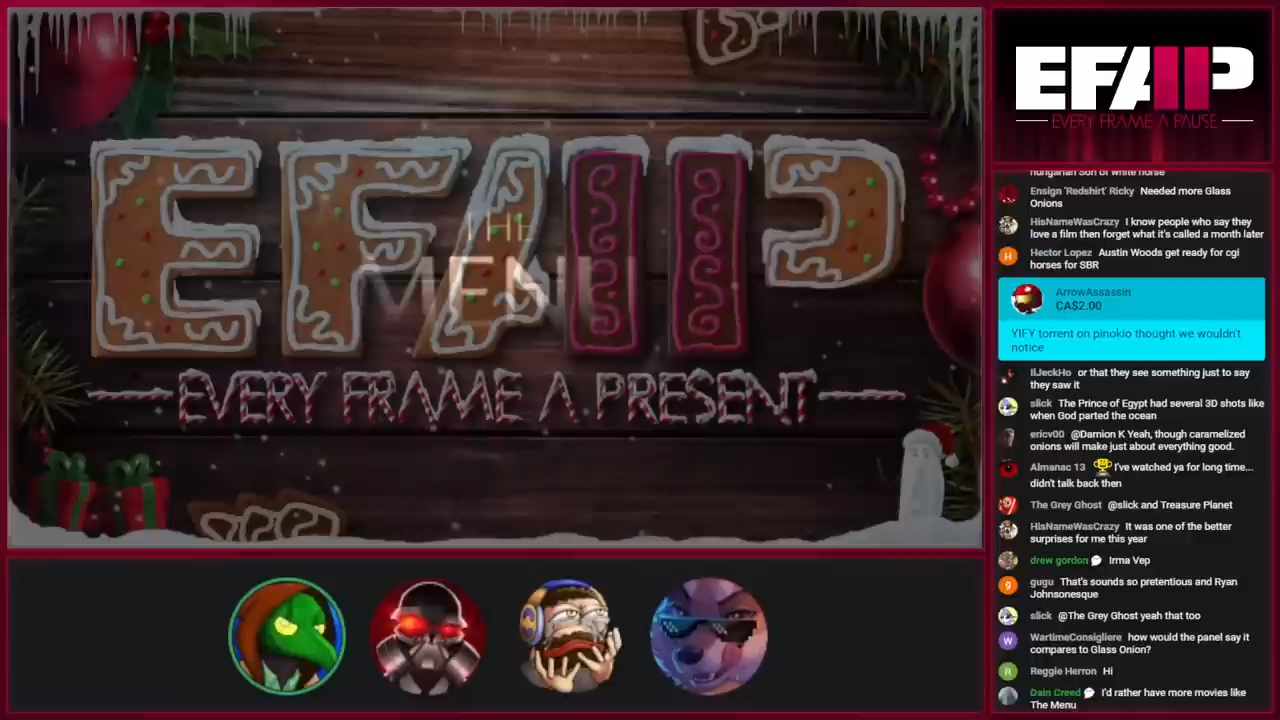 EFAP
EVERY FRAME A PRESENT
THE
MENU
EFAP
EVERY FRAME A PAUSE
hungarian Son of white horse
Ensign 'Redshirt' Ricky Needed more Glass
Onions
HisNameWasCrazy I know people who say they
love a film then forget what it's called a month later
Hector Lopez Austin Woods get ready for cgi
horses for SBR
ArrowAssassin
CA$2.00
YIFY torrent on pinokio thought we wouldn't
notice
IlJeckHo or that they see something just to say
they saw it
slick The Prince of Egypt had several 3D shots like
when God parted the ocean
ericv00 @Damion K Yeah, though caramelized
onions will make just about everything good.
Almanac 13 🏆 I've watched ya for long time...
didn't talk back then
The Grey Ghost @slick and Treasure Planet
HisNameWasCrazy It was one of the better
surprises for me this year
drew gordon Irma Vep
gugu That's sounds so pretentious and Ryan
Johnsonesque
slick @The Grey Ghost yeah that too
WartimeConsigliere how would the panel say it
compares to Glass Onion?
Reggie Herron Hi
Dain Creed I'd rather have more movies like
The Menu